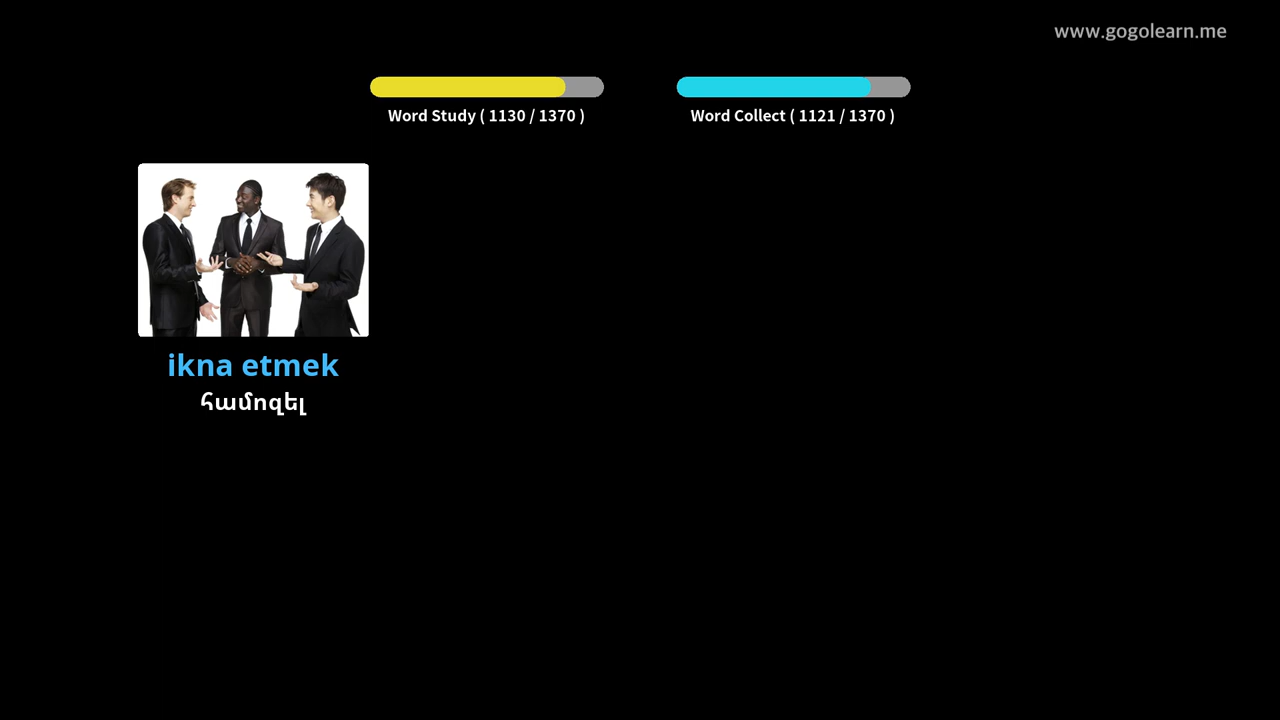 www.gogolearn.me
Word Study ( 1130 / 1370 )
Word Collect ( 1121 / 1370 )
ikna etmek
համոզել